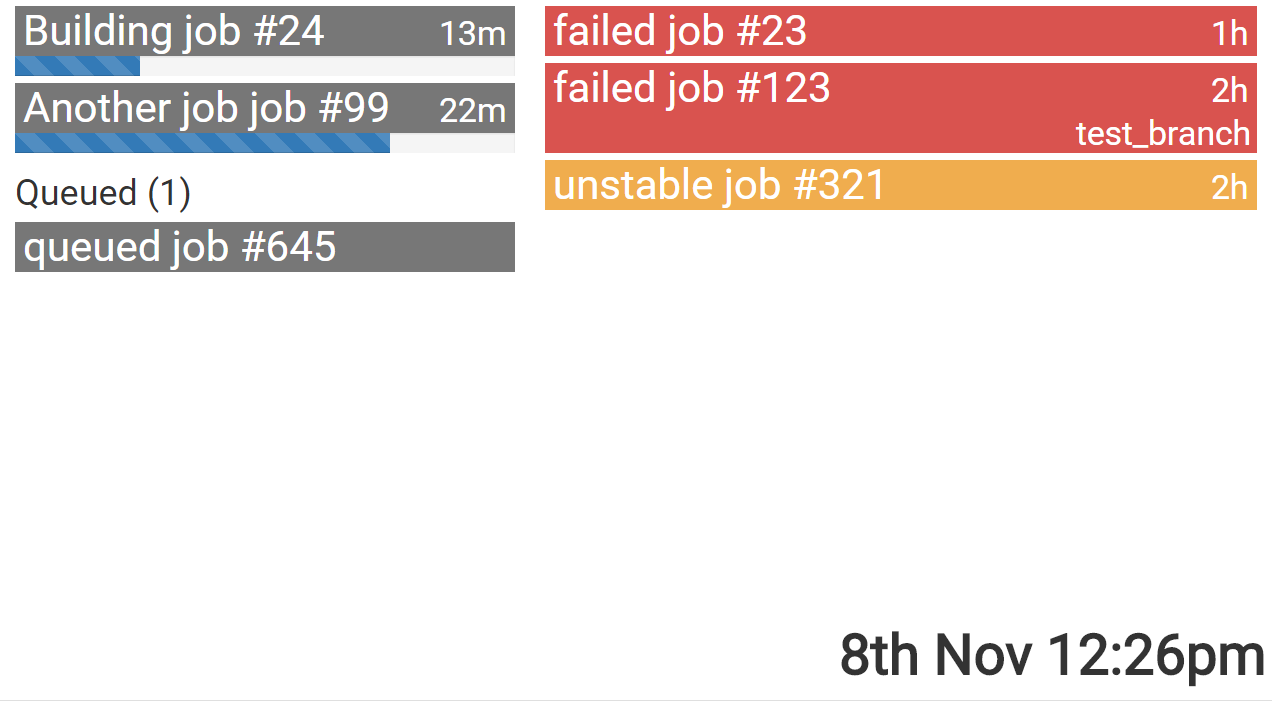 Building job #24 13m
Another job job #99 22m
Queued (1)
queued job #645
failed job #23 1h
failed job #123 2h
test_branch
unstable job #321 2h
8th Nov 12:26pm